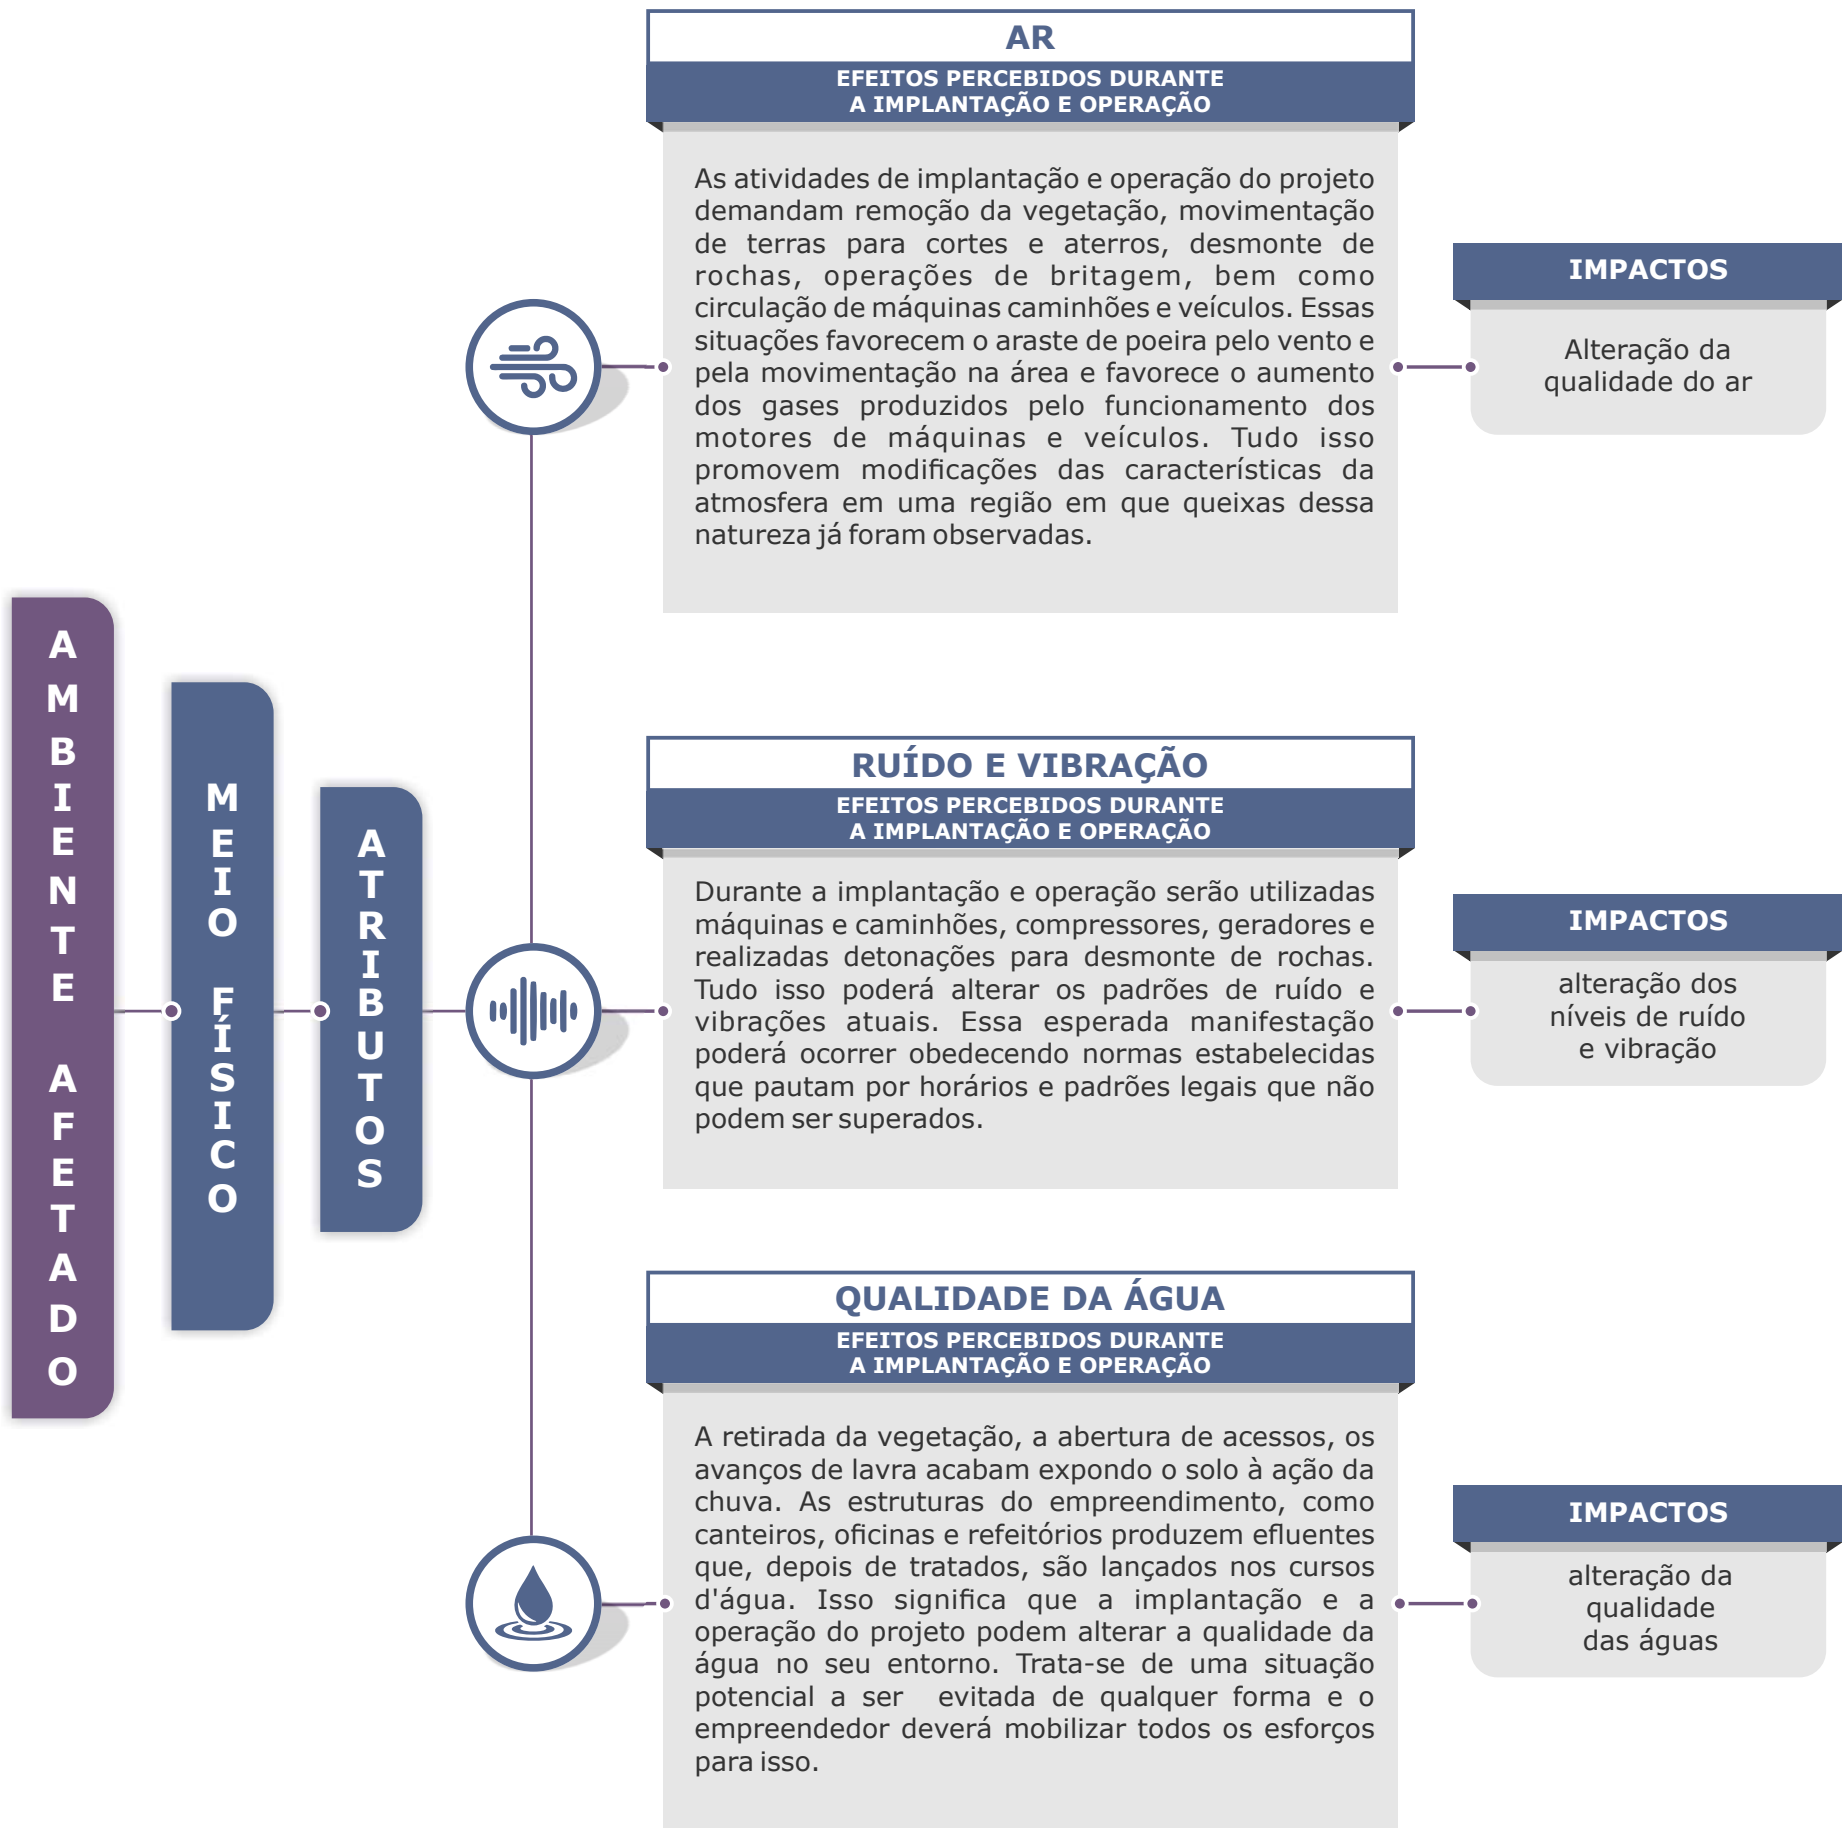 AMBIENTE AFETADO
MEIO FÍSICO
ATRIBUTOS
AR
EFEITOS PERCEBIDOS DURANTE
A IMPLANTAÇÃO E OPERAÇÃO
As atividades de implantação e operação do projeto
demandam remoção da vegetação, movimentação
de terras para cortes e aterros, desmonte de
rochas, operações de britagem, bem como
circulação de máquinas caminhões e veículos. Essas
situações favorecem o araste de poeira pelo vento e
pela movimentação na área e favorece o aumento
dos gases produzidos pelo funcionamento dos
motores de máquinas e veículos. Tudo isso
promovem modificações das características da
atmosfera em uma região em que queixas dessa
natureza já foram observadas.
IMPACTOS
Alteração da
qualidade do ar
RUÍDO E VIBRAÇÃO
EFEITOS PERCEBIDOS DURANTE
A IMPLANTAÇÃO E OPERAÇÃO
Durante a implantação e operação serão utilizadas
máquinas e caminhões, compressores, geradores e
realizadas detonações para desmonte de rochas.
Tudo isso poderá alterar os padrões de ruído e
vibrações atuais. Essa esperada manifestação
poderá ocorrer obedecendo normas estabelecidas
que pautam por horários e padrões legais que não
podem ser superados.
IMPACTOS
alteração dos
níveis de ruído
e vibração
QUALIDADE DA ÁGUA
EFEITOS PERCEBIDOS DURANTE
A IMPLANTAÇÃO E OPERAÇÃO
A retirada da vegetação, a abertura de acessos, os
avanços de lavra acabam expondo o solo à ação da
chuva. As estruturas do empreendimento, como
canteiros, oficinas e refeitórios produzem efluentes
que, depois de tratados, são lançados nos cursos
d'água. Isso significa que a implantação e a
operação do projeto podem alterar a qualidade da
água no seu entorno. Trata-se de uma situação
potencial a ser evitada de qualquer forma e o
empreendedor deverá mobilizar todos os esforços
para isso.
IMPACTOS
alteração da
qualidade
das águas